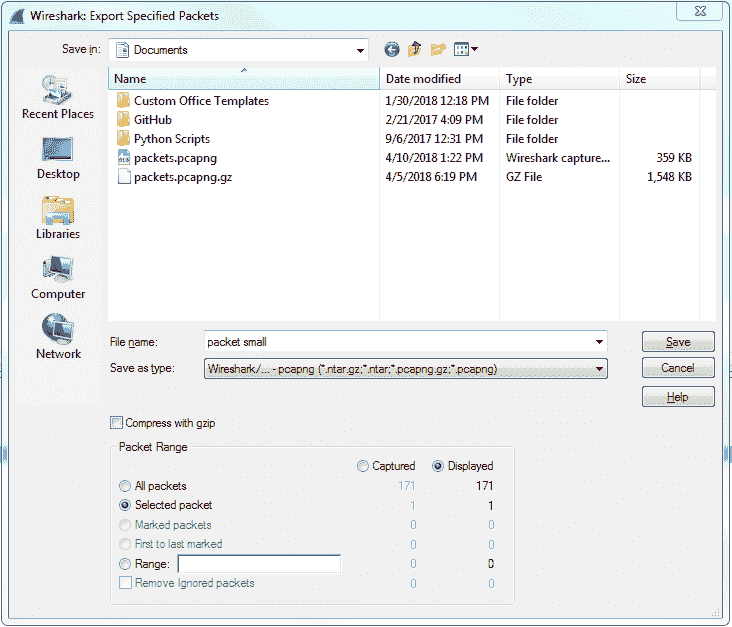 Wireshark: Export Specified Packets
Save in: Documents
Name Date modified Type Size
Custom Office Templates 1/30/2018 12:18 PM File folder
GitHub 2/21/2017 4:09 PM File folder
Python Scripts 9/6/2017 12:31 PM File folder
packets.pcapng 4/10/2018 1:22 PM Wireshark capture... 359 KB
packets.pcapng.gz 4/5/2018 6:19 PM GZ File 1,548 KB
Recent Places
Desktop
Libraries
Computer
Network
File name: packet small Save
Save as type: Wireshark/... - pcapng (*.ntar.gz;*.ntar;*.pcapng.gz;*.pcapng) Cancel
Help
Compress with gzip
Packet Range
Captured Displayed
All packets 171 171
Selected packet 1 1
Marked packets 0 0
First to last marked 0 0
Range: 0 0
Remove Ignored packets 0 0